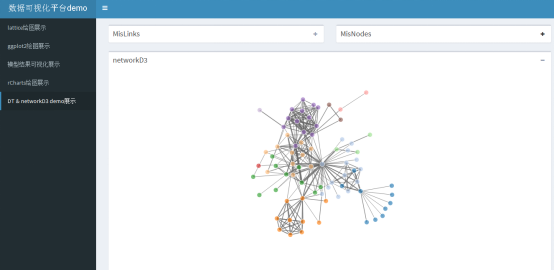 数据可视化平台demo
lattice绘图展示
ggplot2绘图展示
模型结果可视化展示
rCharts绘图展示
DT & networkD3 demo展示
MisLinks
MisNodes
networkD3